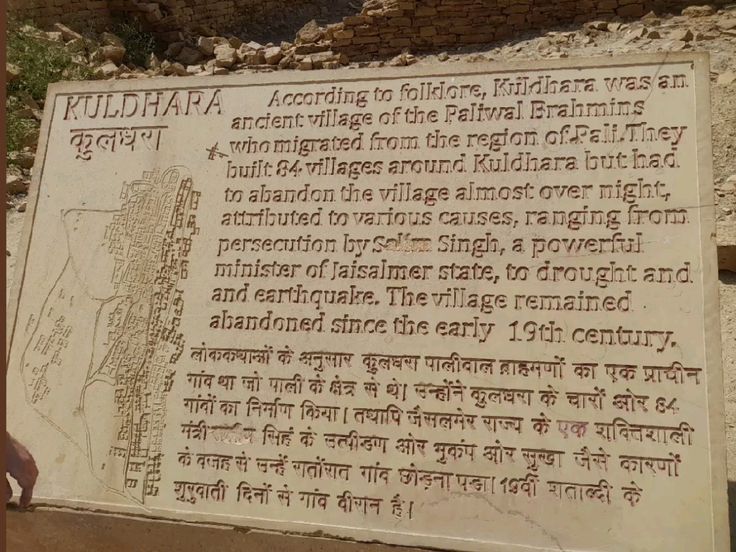 KULDHARA
कुलधरा
According to folklore, Kuldhara was an
ancient village of the Paliwal Brahmins
who migrated from the region of Pali. They
built 84 villages around Kuldhara but had
to abandon the village almost over night,
attributed to various causes, ranging from
persecution by Salim Singh, a powerful
minister of Jaisalmer state, to drought and
and earthquake. The village remained
abandoned since the early 19th century.
लोककथाओं के अनुसार कुलधरा पालीवाल ब्राहमणों का एक प्राचीन
गांव था जो पाली के क्षेत्र से थे। उन्होंने कुलधरा के चारों और 84
गांवों का निर्माण किया। तथापि जैसलमेर राज्य के एक शक्तिशाली
मंत्री सिहं के उत्पीडण ओर भुकंप ओर सुखा जैसे कारणों
के वजह से उन्हें रातोंरात गांव छोड़ना पडा। 19वीं शताब्दी के
शुरुवाती दिनों से गांव वीरान हैं।